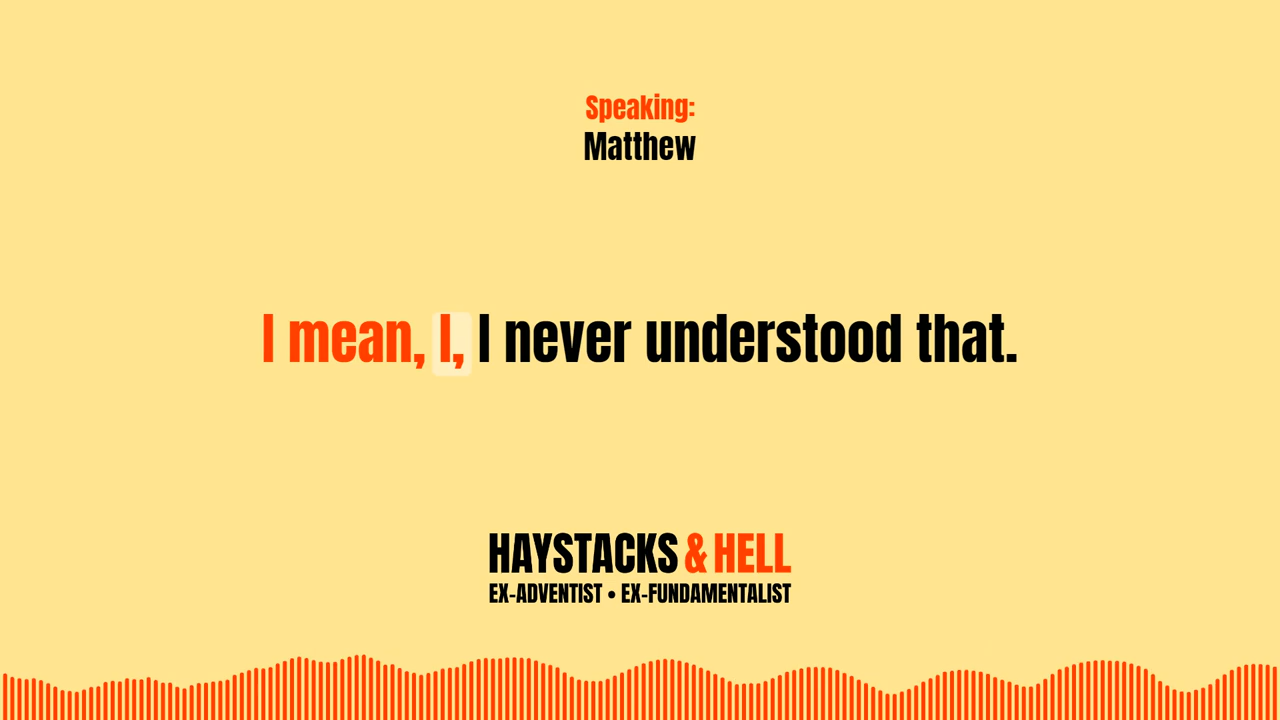 Speaking:
Matthew
I mean, I, I never understood that.
HAYSTACKS & HELL
EX-ADVENTIST • EX-FUNDAMENTALIST